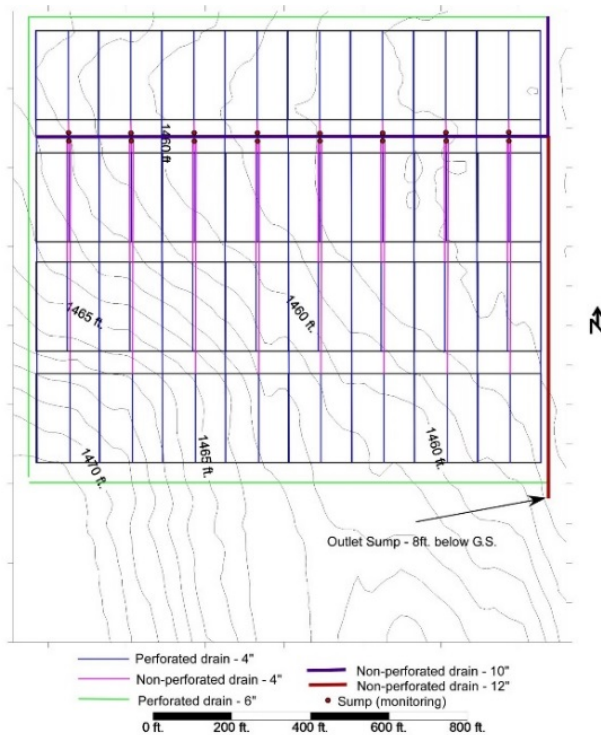 1460 ft
1465 ft.
1460 ft.
1470 ft.
1465 ft.
1460 ft.
N
Outlet Sump - 8ft. below G.S.
Perforated drain - 4"
Non-perforated drain - 4"
Perforated drain - 6"
Non-perforated drain - 10"
Non-perforated drain - 12"
Sump (monitoring)
0 ft. 200 ft. 400 ft. 600 ft. 800 ft.